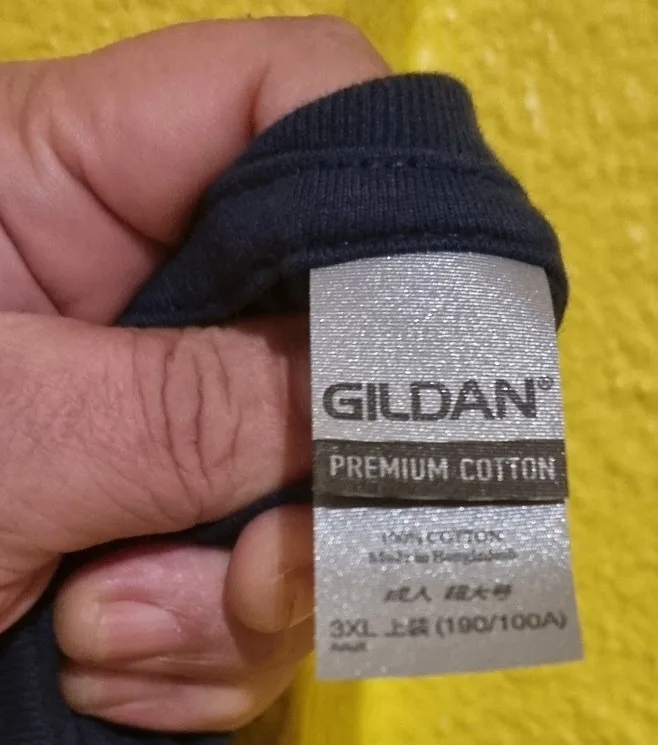 GILDAN®
PREMIUM COTTON
100% COTTON
Made in Bangladesh
成人 超大号
3XL 上装 (190/100A)